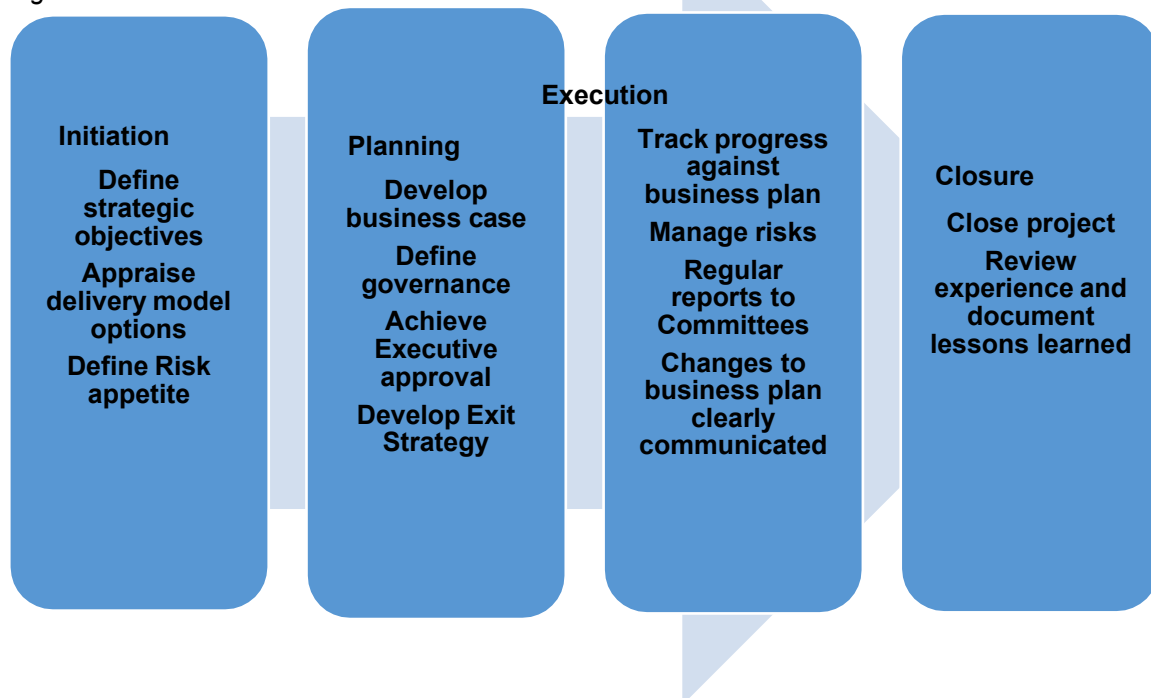 Initiation
Define
strategic
objectives
Appraise
delivery model
options
Define Risk
appetite
Planning
Develop
business case
Define
governance
Achieve
Executive
approval
Develop Exit
Strategy
Execution
Track progress
against
business plan
Manage risks
Regular
reports to
Committees
Changes to
business plan
clearly
communicated
Closure
Close project
Review
experience and
document
lessons learned